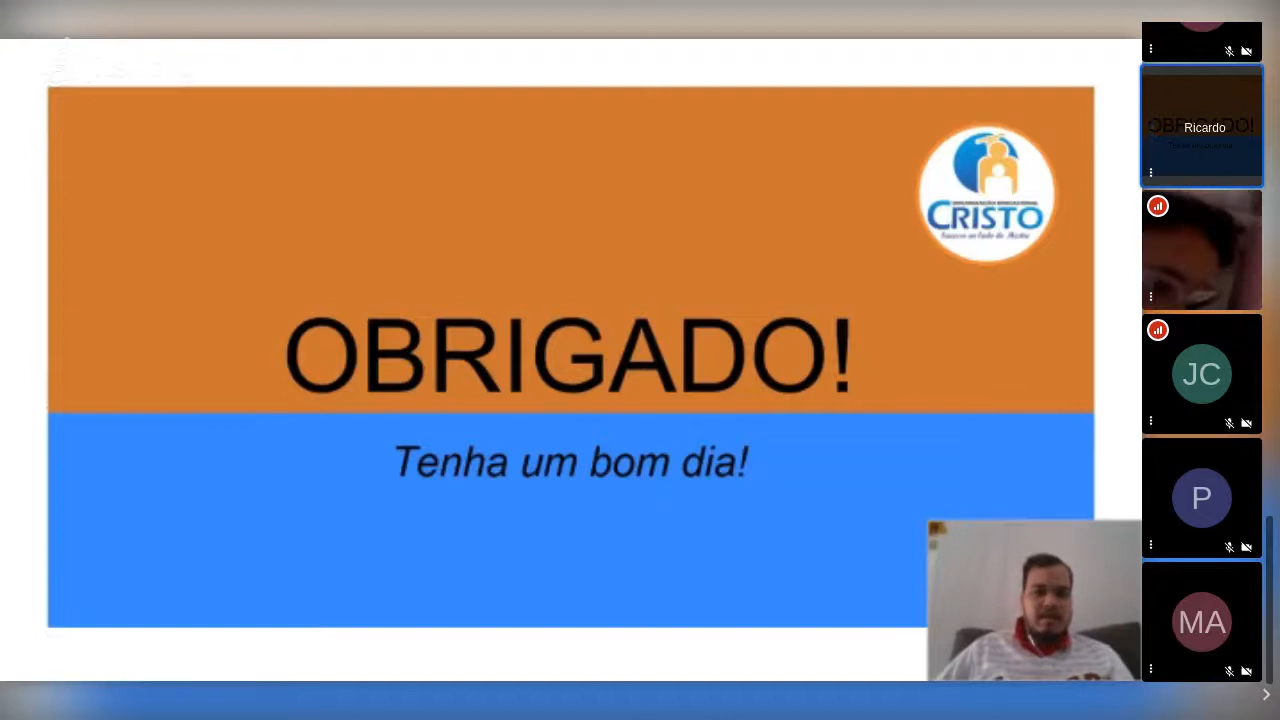 CRISTO
OBRIGADO!
Tenha um bom dia!
Ricardo
JC
P
MA